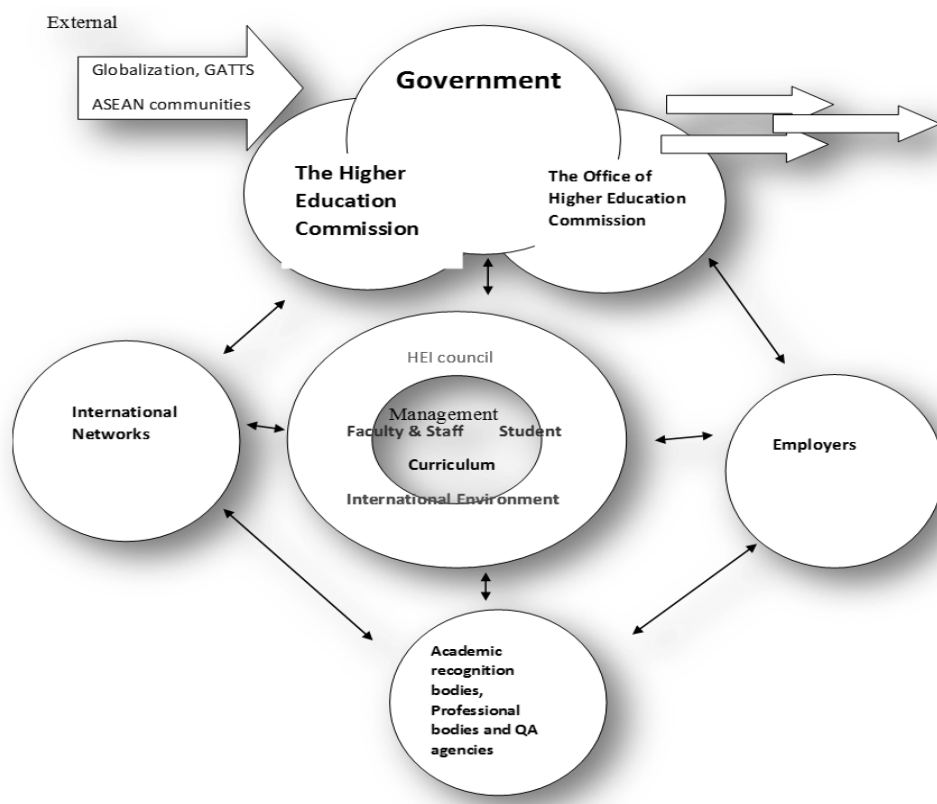 External
Globalization, GATTS
ASEAN communities
Government
The Higher
Education
Commission
The Office of
Higher Education
Commission
HEI council
Management
Faculty & Staff Student
Curriculum
International Environment
International
Networks
Employers
Academic
recognition
bodies,
Professional
bodies and QA
agencies